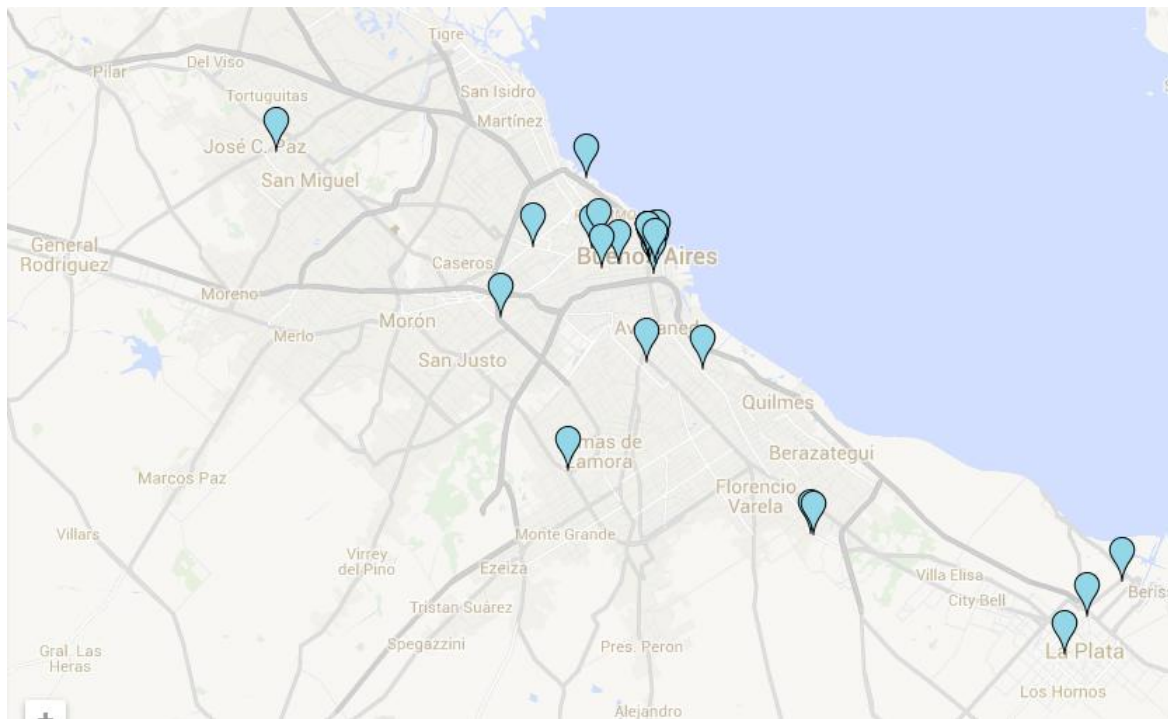 Tigre
Del Viso
Pilar
San Isidro
Tortuguitas
Martínez
José C. Paz
San Miguel
General
Rodriguez
Caseros
Buenos Aires
Moreno
Morón
Merlo
San Justo
Quilmes
Berazategui
Marcos Paz
Florencio
Varela
Villars
Monte Grande
Virrey
del Pino
Ezeiza
Villa Elisa
City Bell
Tristan Suárez
Spegazzini
Pres. Peron
Gral. Las
Heras
La Plata
Los Hornos
Alejandro
+